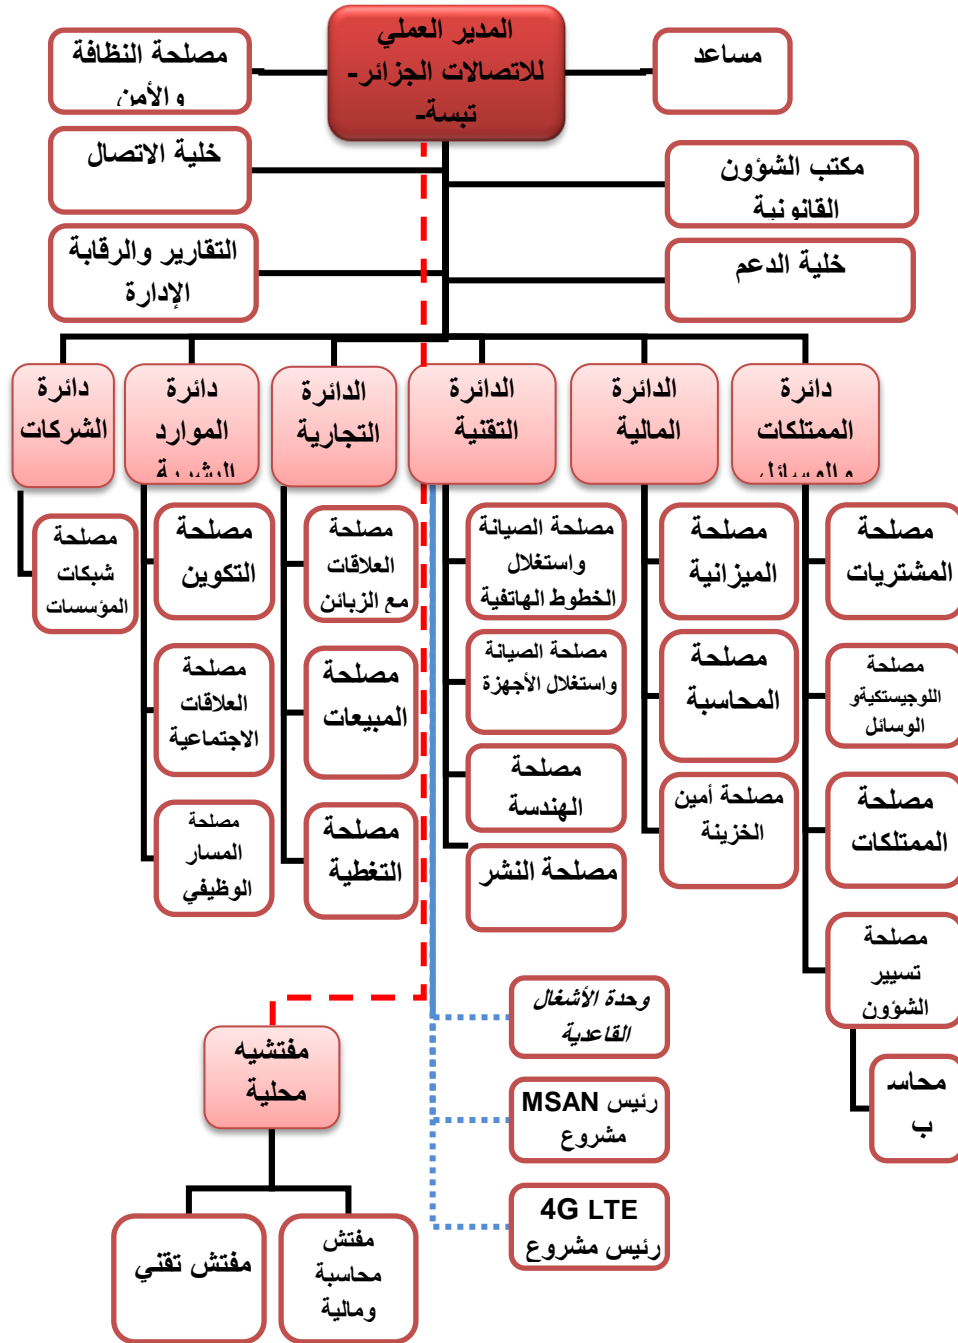 المدير العملي
للاتصالات الجزائر-
تبسة-
مساعد
مصلحة النظافة
والأمن
مكتب الشؤون
القانونية
خلية الاتصال
خلية الدعم
التقارير والرقابة
الإدارة
دائرة
الممتلكات
والوسائل
الدائرة
المالية
الدائرة
التقنية
الدائرة
التجارية
دائرة
الموارد
البشرية
دائرة
الشركات
مصلحة
المشتريات
مصلحة
اللوجيستكيةو
الوسائل
مصلحة
الممتلكات
مصلحة
تسيير
الشؤون
محاسـ
ب
مصلحة
الميزانية
مصلحة
المحاسبة
مصلحة أمين
الخزينة
مصلحة الصيانة
واستغلال
الخطوط الهاتفية
مصلحة الصيانة
واستغلال الأجهزة
مصلحة
الهندسة
مصلحة النشر
وحدة الأشغال
القاعدية
رئيس MSAN
مشروع
4G LTE
رئيس مشروع
مصلحة
العلاقات
مع الزبائن
مصلحة
المبيعات
مصلحة
التغطية
مصلحة
التكوين
مصلحة
العلاقات
الاجتماعية
مصلحة
المسار
الوظيفي
مصلحة
شبكات
المؤسسات
مفتشيه
محلية
مفتش
محاسبة
ومالية
مفتش تقني